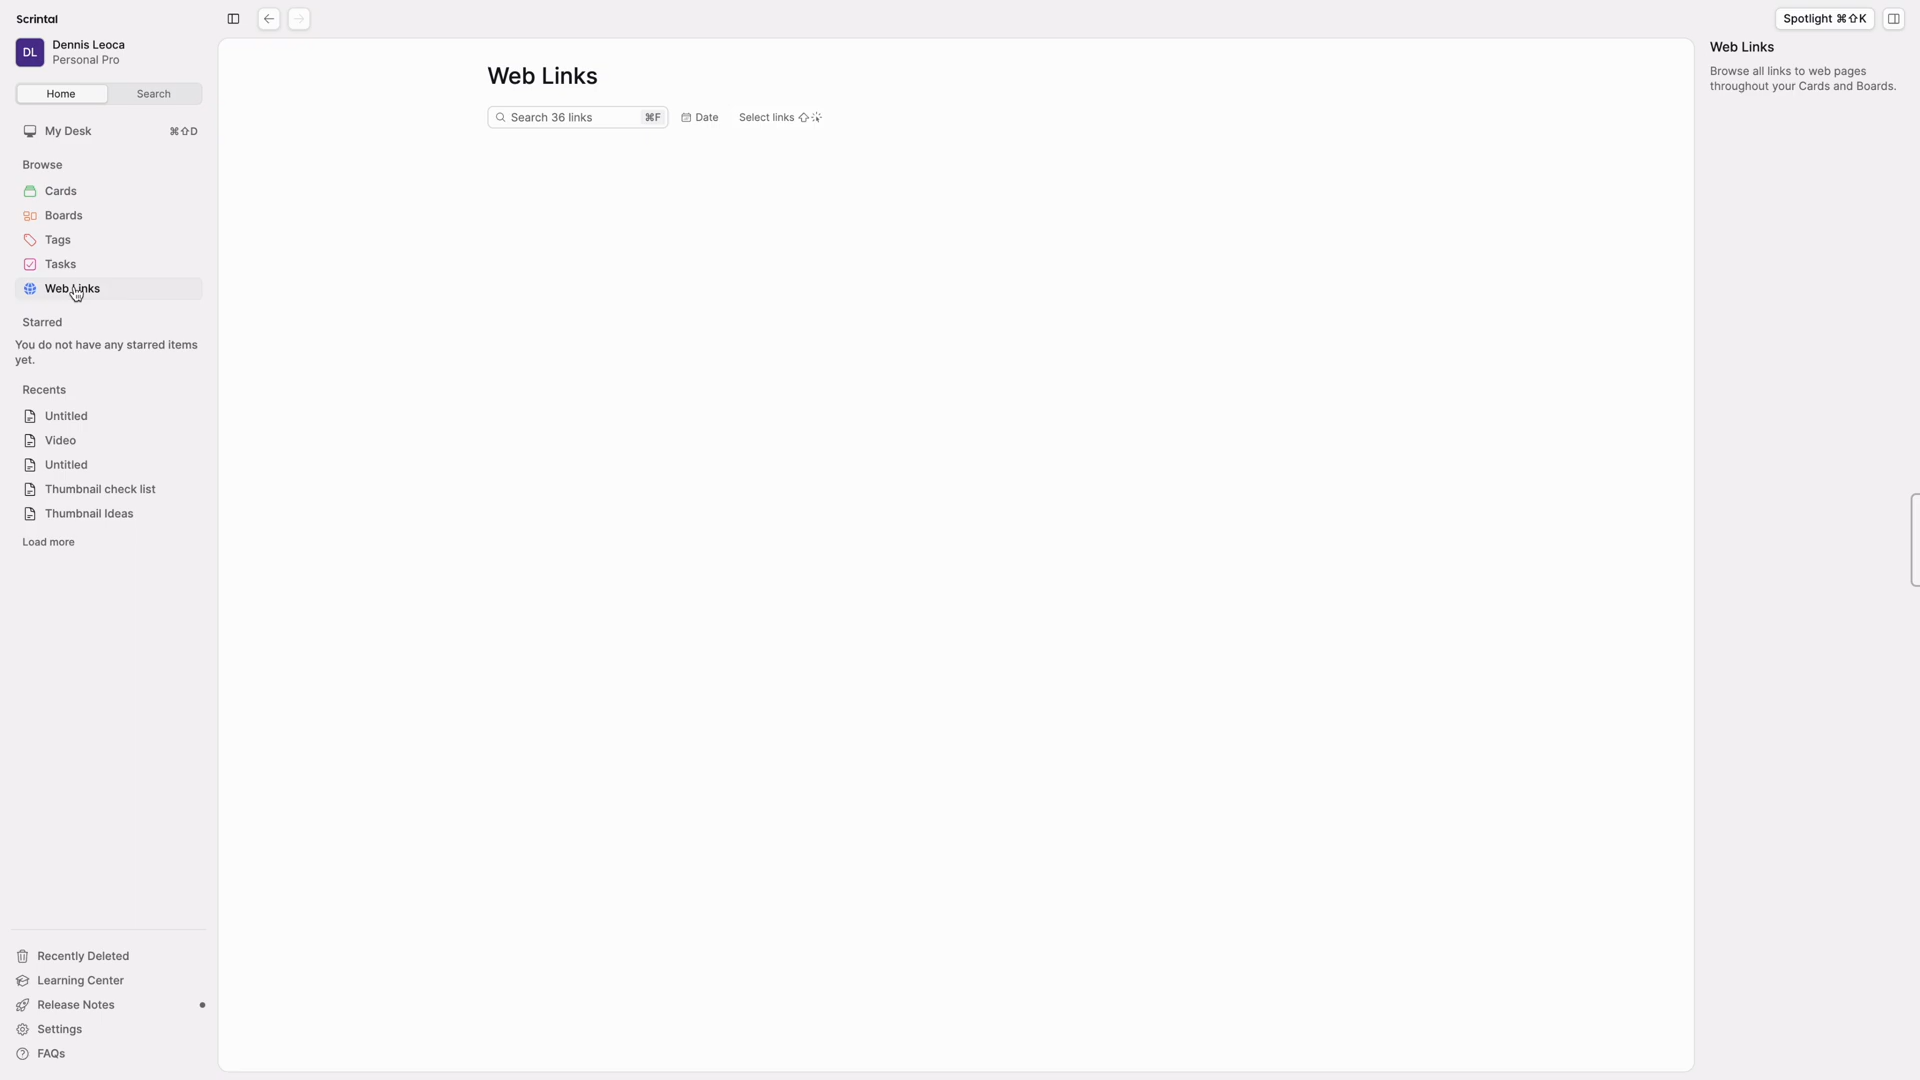 Scrintal
Spotlight ⌘⇧K
DL
Dennis Leoca
Personal Pro
Home
Search
My Desk
⌘⇧D
Browse
Cards
Boards
Tags
Tasks
Web Links
Starred
You do not have any starred items
yet.
Recents
Untitled
Video
Untitled
Thumbnail check list
Thumbnail Ideas
Load more
Recently Deleted
Learning Center
Release Notes
Settings
FAQs
Web Links
Search 36 links
⌘F
Date
Select links ⇧
Web Links
Browse all links to web pages
throughout your Cards and Boards.